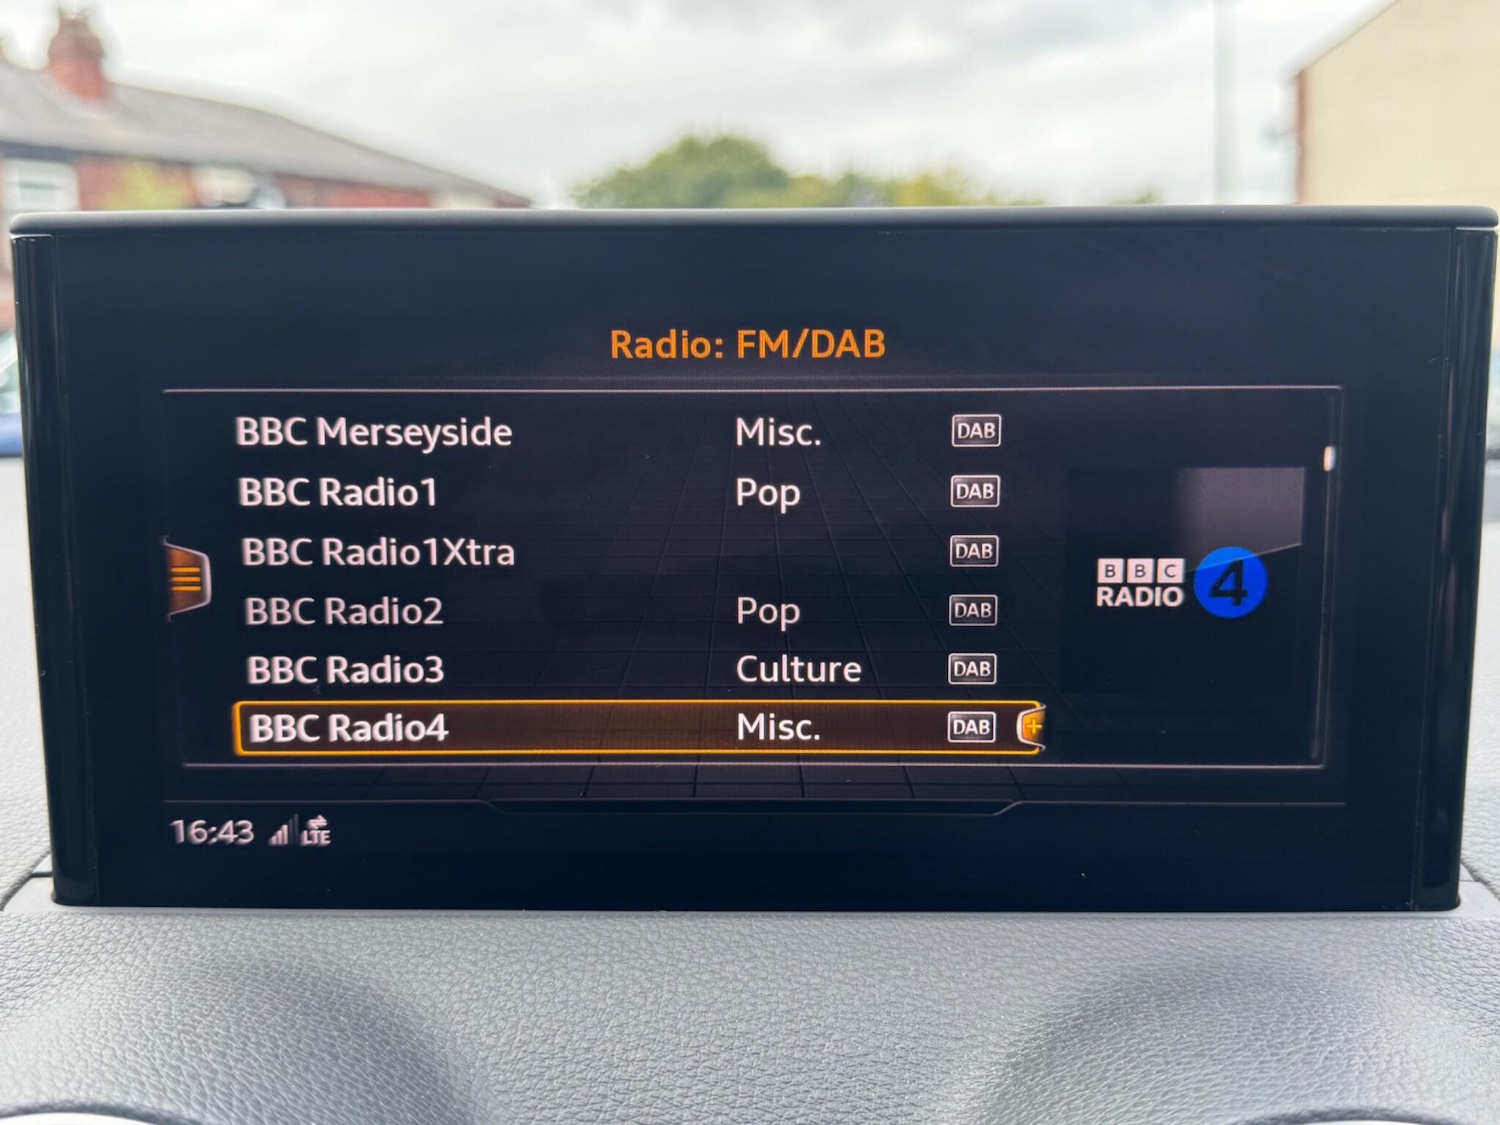 Radio: FM/DAB
BBC Merseyside Misc. DAB
BBC Radio1 Pop DAB
BBC Radio1Xtra DAB
BBC Radio2 Pop DAB
BBC Radio3 Culture DAB
BBC Radio4 Misc. DAB +
BBC
RADIO 4
16:43 LTE